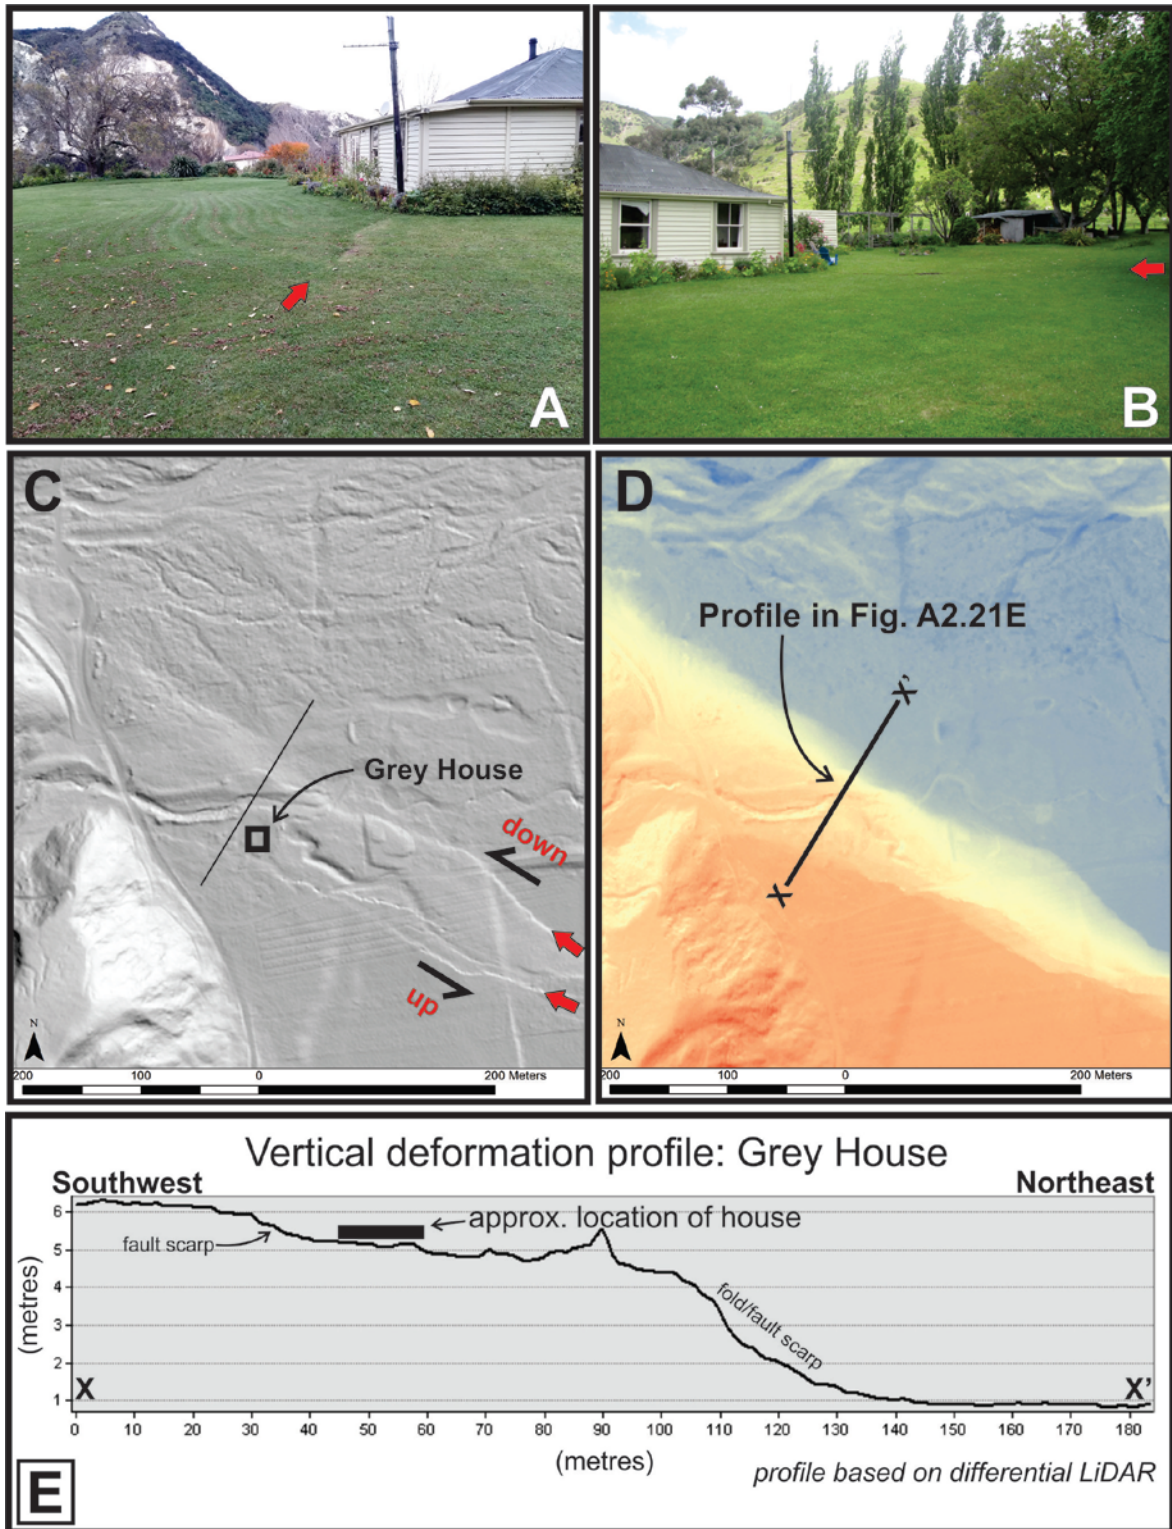 A
B
C
Grey House
down
up
N
200 100 0 200 Meters
D
Profile in Fig. A2.21E
X'
X
N
200 100 0 200 Meters
Vertical deformation profile: Grey House
Southwest
Northeast
approx. location of house
fault scarp
fold/fault scarp
(metres)
6
5
4
3
2
1
X
X’
0 10 20 30 40 50 60 70 80 90 100 110 120 130 140 150 160 170 180
(metres)
profile based on differential LiDAR
E